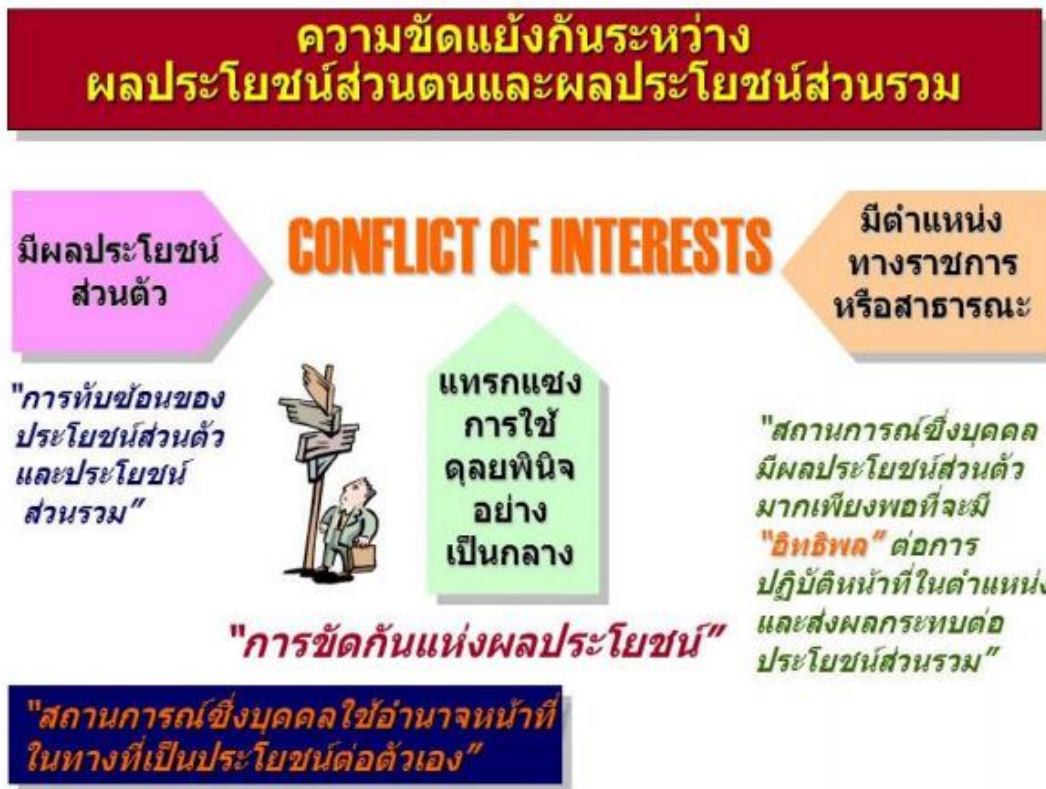 ความขัดแย้งกันระหว่าง
ผลประโยชน์ส่วนตนและผลประโยชน์ส่วนรวม
มีผลประโยชน์
ส่วนตัว
CONFLICT OF INTERESTS
มีตำแหน่ง
ทางราชการ
หรือสาธารณะ
"การทับซ้อนของ
ประโยชน์ส่วนตัว
และประโยชน์
ส่วนรวม"
แทรกแซง
การใช้
ดุลยพินิจ
อย่าง
เป็นกลาง
"สถานการณ์ซึ่งบุคคล
มีผลประโยชน์ส่วนตัว
มากเพียงพอที่จะมี
"อิทธิพล" ต่อการ
ปฏิบัติหน้าที่ในตำแหน่ง
และส่งผลกระทบต่อ
ประโยชน์ส่วนรวม"
"การขัดกันแห่งผลประโยชน์"
"สถานการณ์ซึ่งบุคคลใช้อำนาจหน้าที่
ในทางที่เป็นประโยชน์ต่อตัวเอง"